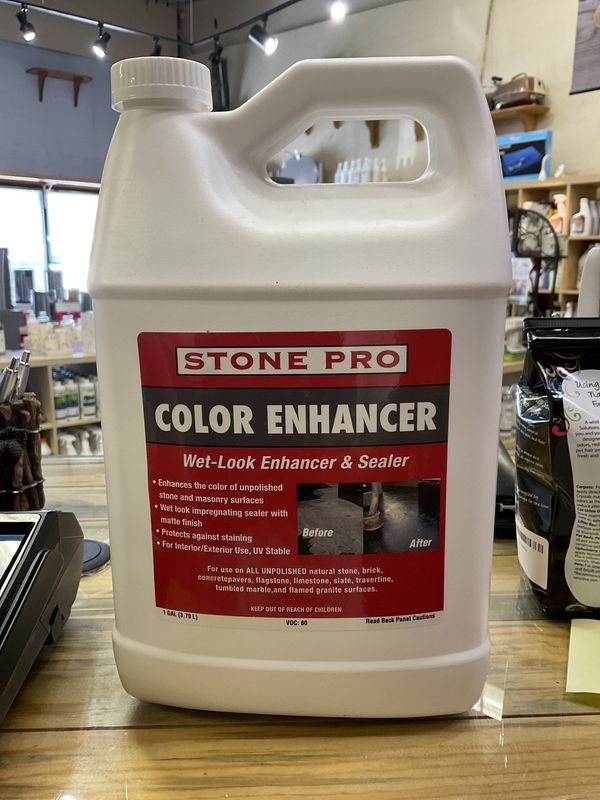 STONE PRO
COLOR ENHANCER
Wet-Look Enhancer & Sealer
• Enhances the color of unpolished
stone and masonry surfaces
• Wet look impregnating sealer with
matte finish
• Protects against staining
• For Interior/Exterior Use, UV Stable
Before
After
For use on ALL UNPOLISHED natural stone, brick,
concretepavers, flagstone, limestone, slate, travertine,
tumbled marble,and flamed granite surfaces.
KEEP OUT OF REACH OF CHILDREN.
1 GAL (3.79 L)
VOC: 80
Read Back Panel Cautions
Using